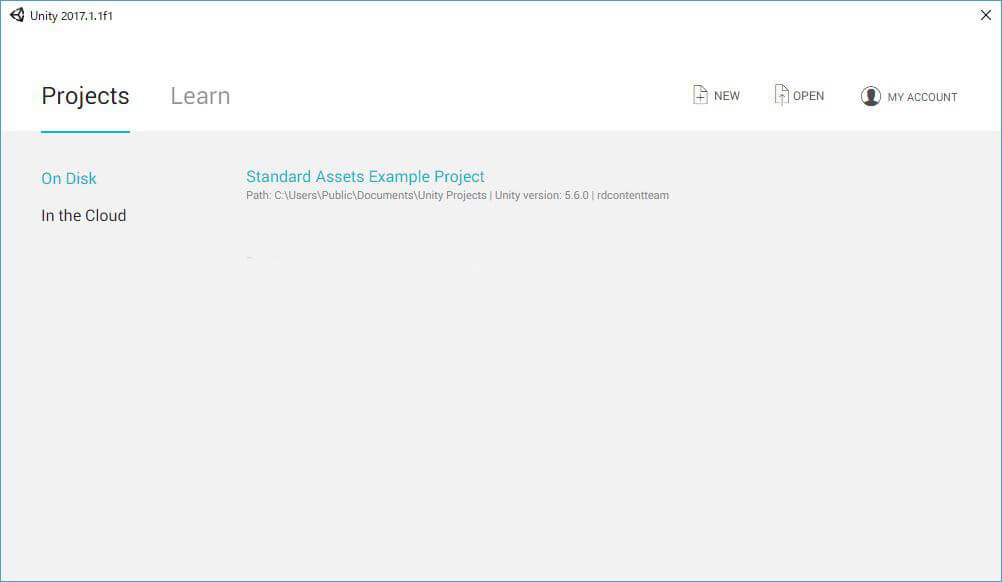 Unity 2017.1.1f1
Projects
Learn
NEW
OPEN
MY ACCOUNT
On Disk
In the Cloud
Standard Assets Example Project
Path: C:\Users\Public\Documents\Unity Projects | Unity version: 5.6.0 | rdcontentteam